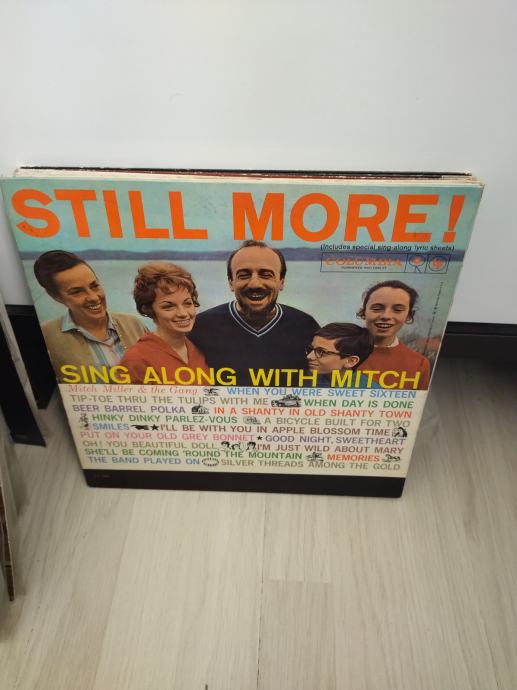 STILL MORE!
(Includes special sing-along lyric sheets)
COLUMBIA
SING ALONG WITH MITCH
Mitch Miller & the Gang WHEN YOU WERE SWEET SIXTEEN
TIP-TOE THRU THE TULIPS WITH ME WHEN DAY IS DONE
BEER BARREL POLKA IN A SHANTY IN OLD SHANTY TOWN
HINKY DINKY PARLEZ-VOUS A BICYCLE BUILT FOR TWO
SMILES I'LL BE WITH YOU IN APPLE BLOSSOM TIME
PUT ON YOUR OLD GREY BONNET ★ GOOD NIGHT, SWEETHEART
OH! YOU BEAUTIFUL DOLL I'M JUST WILD ABOUT MARY
SHE'LL BE COMING 'ROUND THE MOUNTAIN MEMORIES
THE BAND PLAYED ON SILVER THREADS AMONG THE GOLD